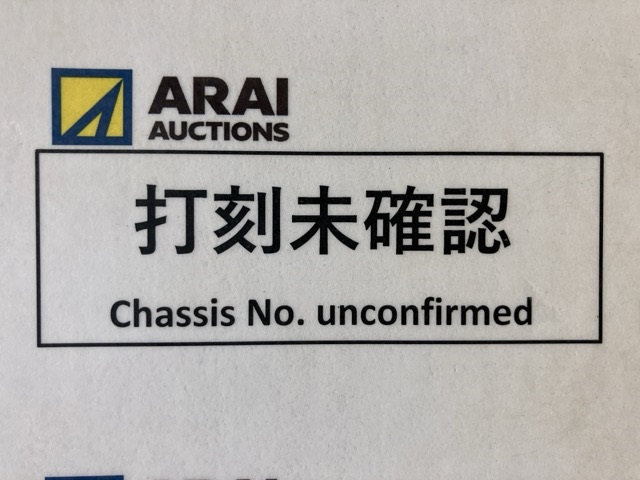 ARAI
AUCTIONS
打刻未確認
Chassis No. unconfirmed